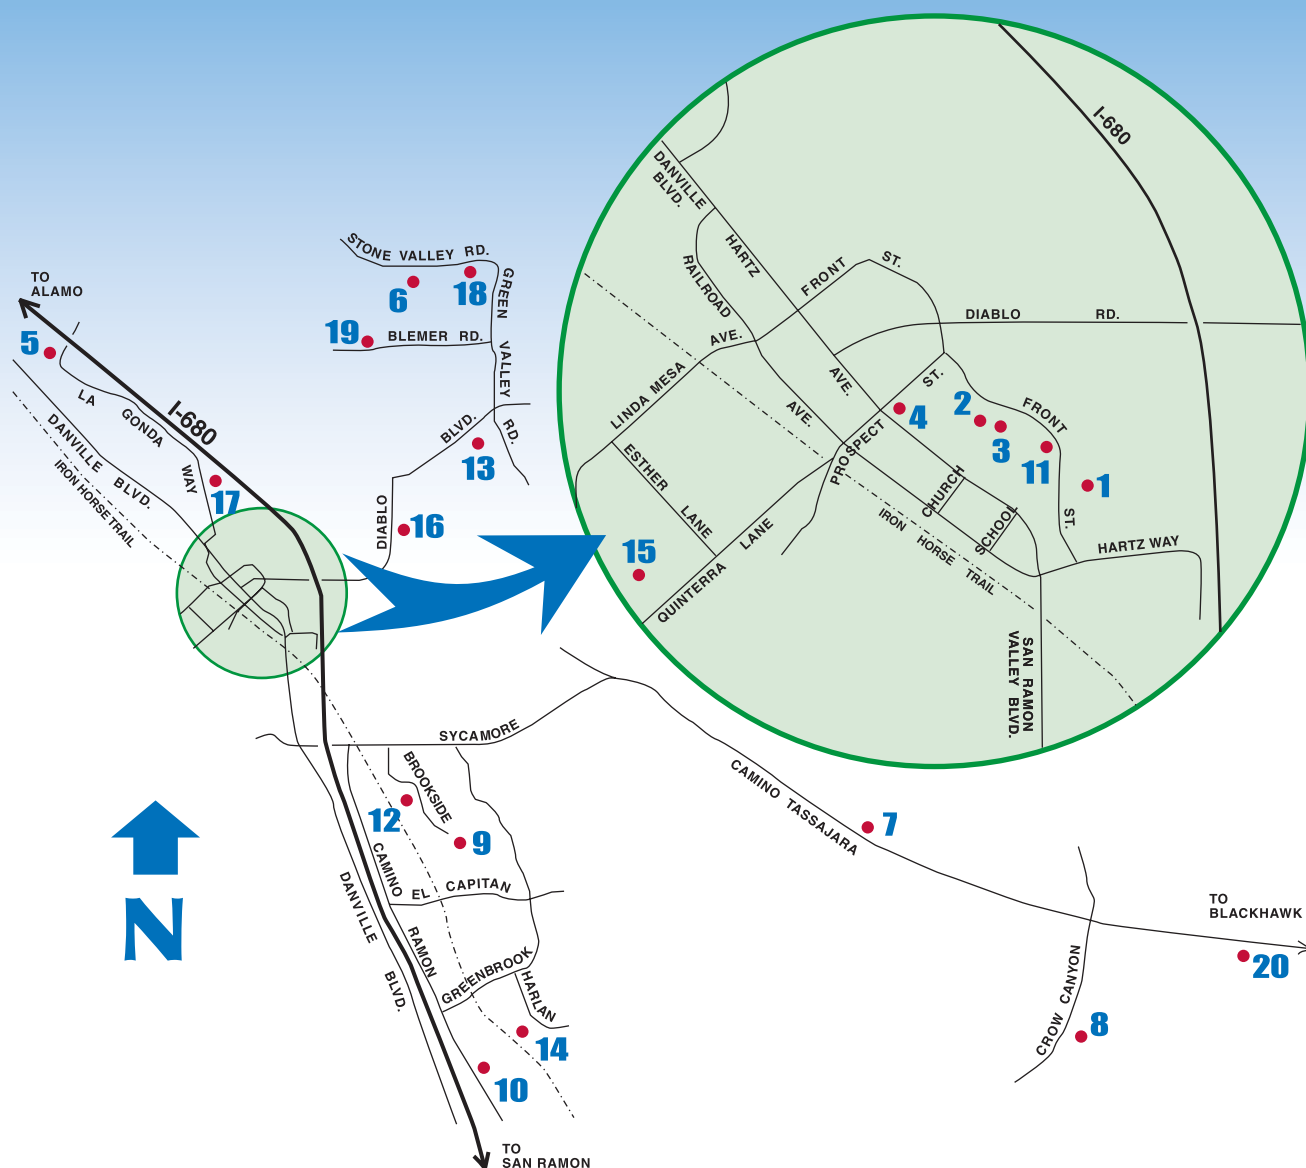 I-680
DANVILLE
BLVD.
HARTZ
AVE.
RAILROAD
AVE.
FRONT
ST.
DIABLO
RD.
LINDA MESA
AVE.
PROSPECT
ST.
4
2
3
FRONT
ST.
11
1
ESTHER
LANE
CHURCH
SCHOOL
IRON
HORSE
TRAIL
HARTZ WAY
15
QUINTERRA
LANE
SAN RAMON
VALLEY BLVD.
STONE VALLEY RD.
GREEN
VALLEY
RD.
6
18
19
BLEMER RD.
TO
ALAMO
5
LA
GONDA
WAY
I-680
DANVILLE
BLVD.
IRON HORSE TRAIL
17
DIABLO
BLVD.
13
16
SYCAMORE
BROOKSIDE
12
9
CAMINO
RAMON
EL CAPITAN
DANVILLE
BLVD.
GREENBROOK
HARLAN
14
10
TO
SAN RAMON
N
CAMINO TASSAJARA
7
TO
BLACKHAWK
20
CROW CANYON
8